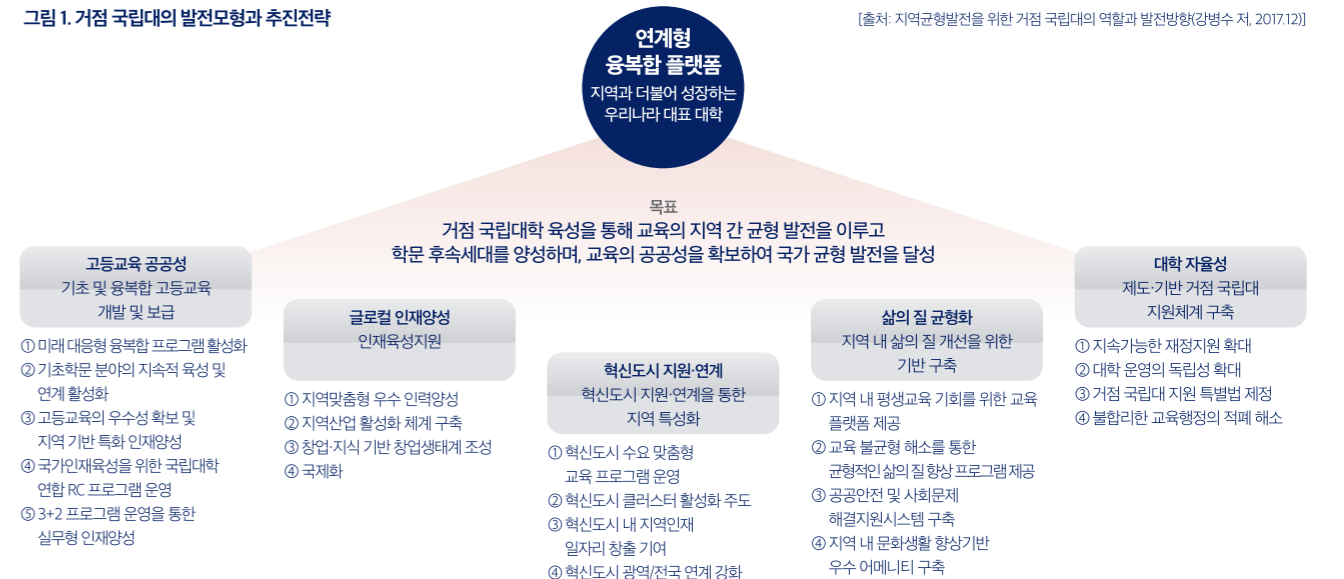 그림 1. 거점 국립대의 발전모형과 추진전략
[출처: 지역균형발전을 위한 거점 국립대의 역할과 발전방향(강병수 저, 2017.12)]
연계형
융복합 플랫폼
지역과 더불어 성장하는
우리나라 대표 대학
목표
거점 국립대학 육성을 통해 교육의 지역 간 균형 발전을 이루고
학문 후속세대를 양성하며, 교육의 공공성을 확보하여 국가 균형 발전을 달성
고등교육 공공성
기초 및 융복합 고등교육
개발 및 보급
① 미래 대응형 융복합 프로그램 활성화
② 기초학문 분야의 지속적 육성 및
연계 활성화
③ 고등교육의 우수성 확보 및
지역 기반 특화 인재양성
④ 국가인재육성을 위한 국립대학
연합 RC 프로그램 운영
⑤ 3+2 프로그램 운영을 통한
실무형 인재양성
글로컬 인재양성
인재육성지원
① 지역맞춤형 우수 인력양성
② 지역산업 활성화 체계 구축
③ 창업·지식 기반 창업생태계 조성
④ 국제화
혁신도시 지원·연계
혁신도시 지원·연계을 통한
지역 특성화
① 혁신도시 수요 맞춤형
교육 프로그램 운영
② 혁신도시 클러스터 활성화 주도
③ 혁신도시 내 지역인재
일자리 창출 기여
④ 혁신도시 광역/전국 연계 강화
삶의 질 균형화
지역 내 삶의 질 개선을 위한
기반 구축
① 지역 내 평생교육 기회를 위한 교육
플랫폼 제공
② 교육 불균형 해소를 통한
균형적인 삶의 질 향상 프로그램 제공
③ 공공안전 및 사회문제
해결지원시스템 구축
④ 지역 내 문화생활 향상기반
우수 어메니티 구축
대학 자율성
제도·기반 거점 국립대
지원체계 구축
① 지속가능한 재정지원 확대
② 대학 운영의 독립성 확대
③ 거점 국립대 지원 특별법 제정
④ 불합리한 교육행정의 적폐 해소